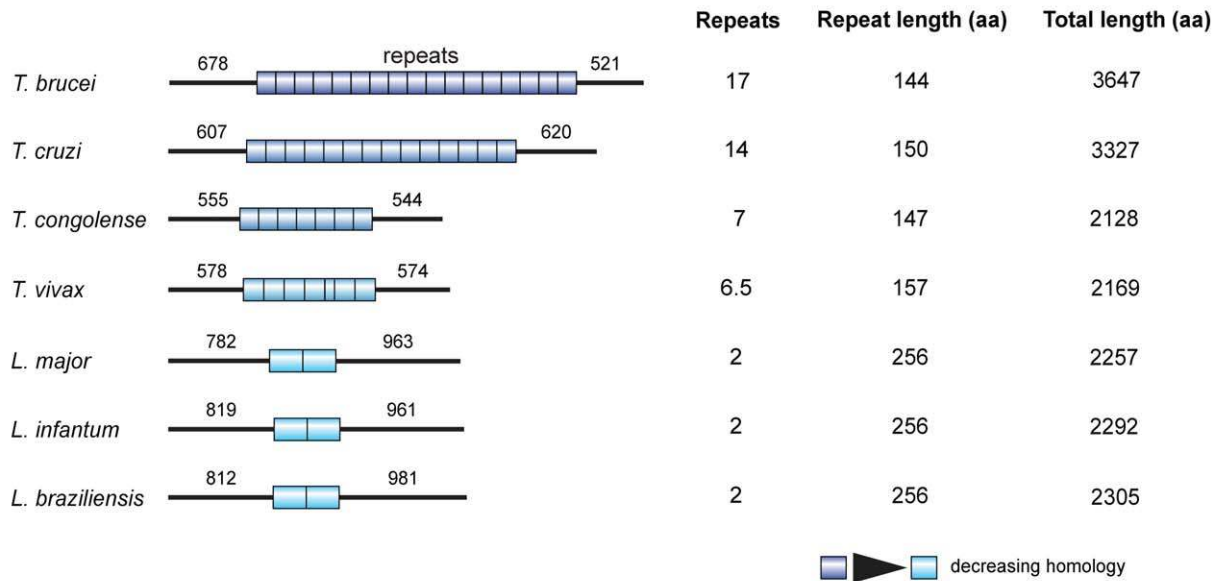 Repeats Repeat length (aa) Total length (aa)
678 repeats 521
T. brucei 17 144 3647
607 620
T. cruzi 14 150 3327
555 544
T. congolense 7 147 2128
578 574
T. vivax 6.5 157 2169
782 963
L. major 2 256 2257
819 961
L. infantum 2 256 2292
812 981
L. braziliensis 2 256 2305
decreasing homology